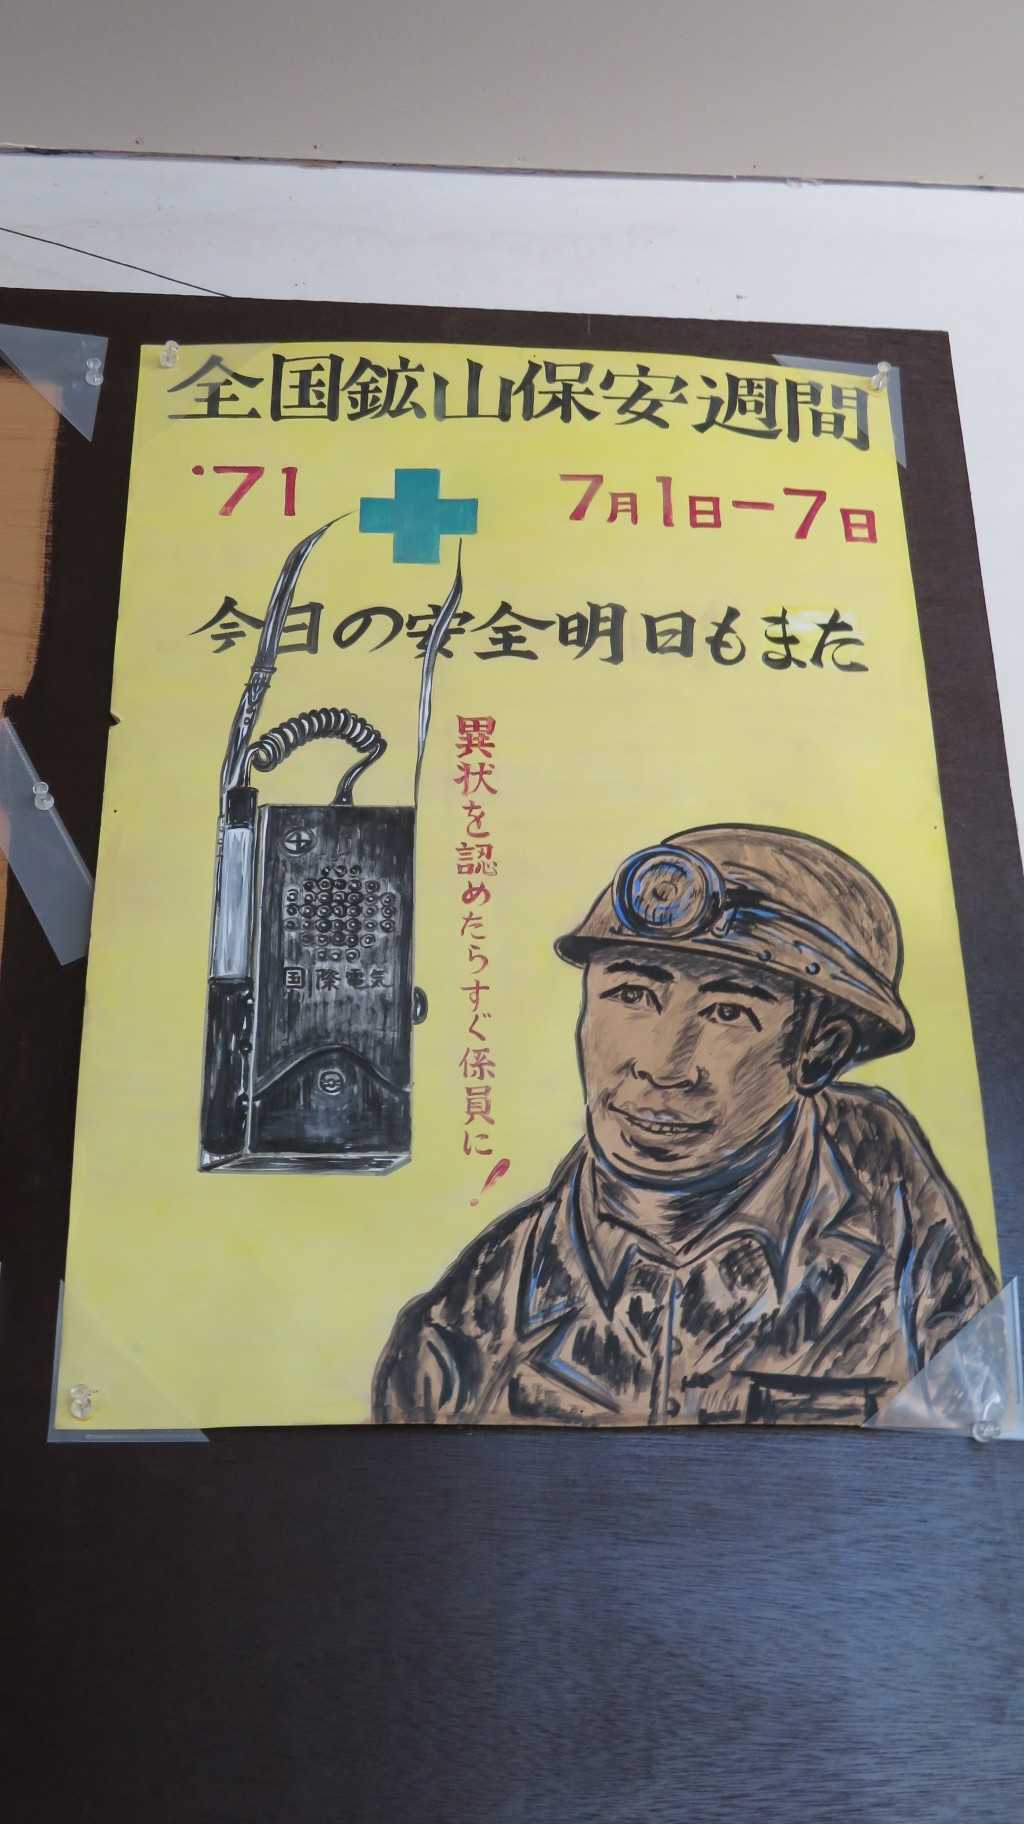 全国鉱山保安週間
'71
7月1日-7日
今日の安全明日もまた
異状を認めたらすぐ係員に!
国際電気